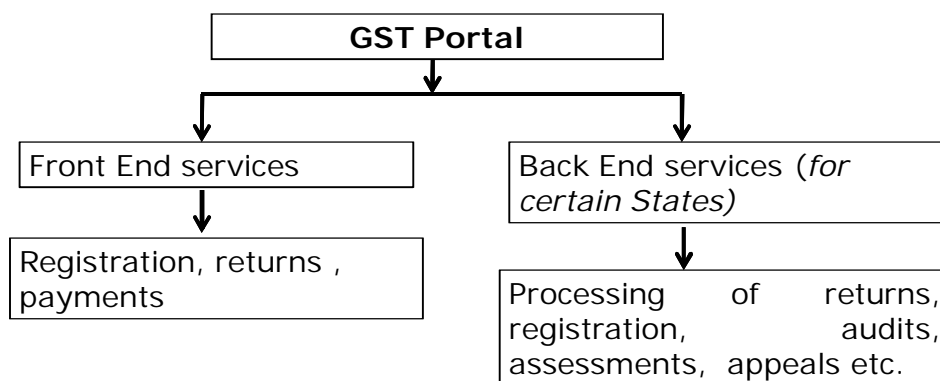 GST Portal
Front End services
Registration, returns ,
payments
Back End services (for
certain States)
Processing of returns,
registration, audits,
assessments, appeals etc.